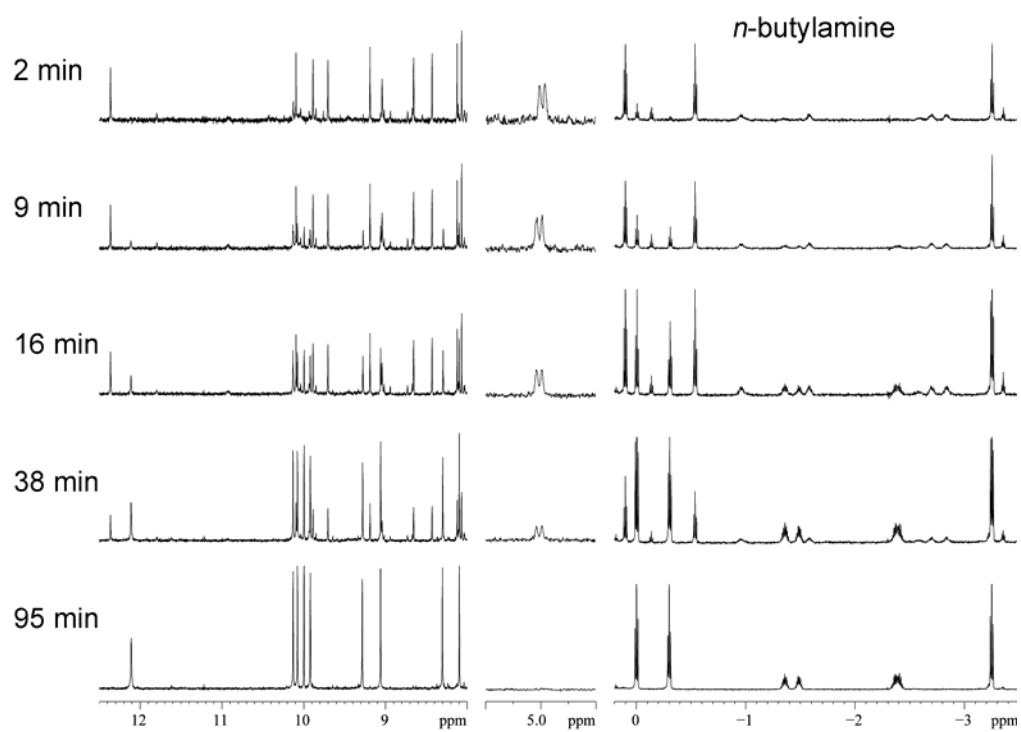 n-butylamine
2 min
9 min
16 min
38 min
95 min
12 11 10 9 ppm 5.0 ppm 0 −1 −2 −3 ppm